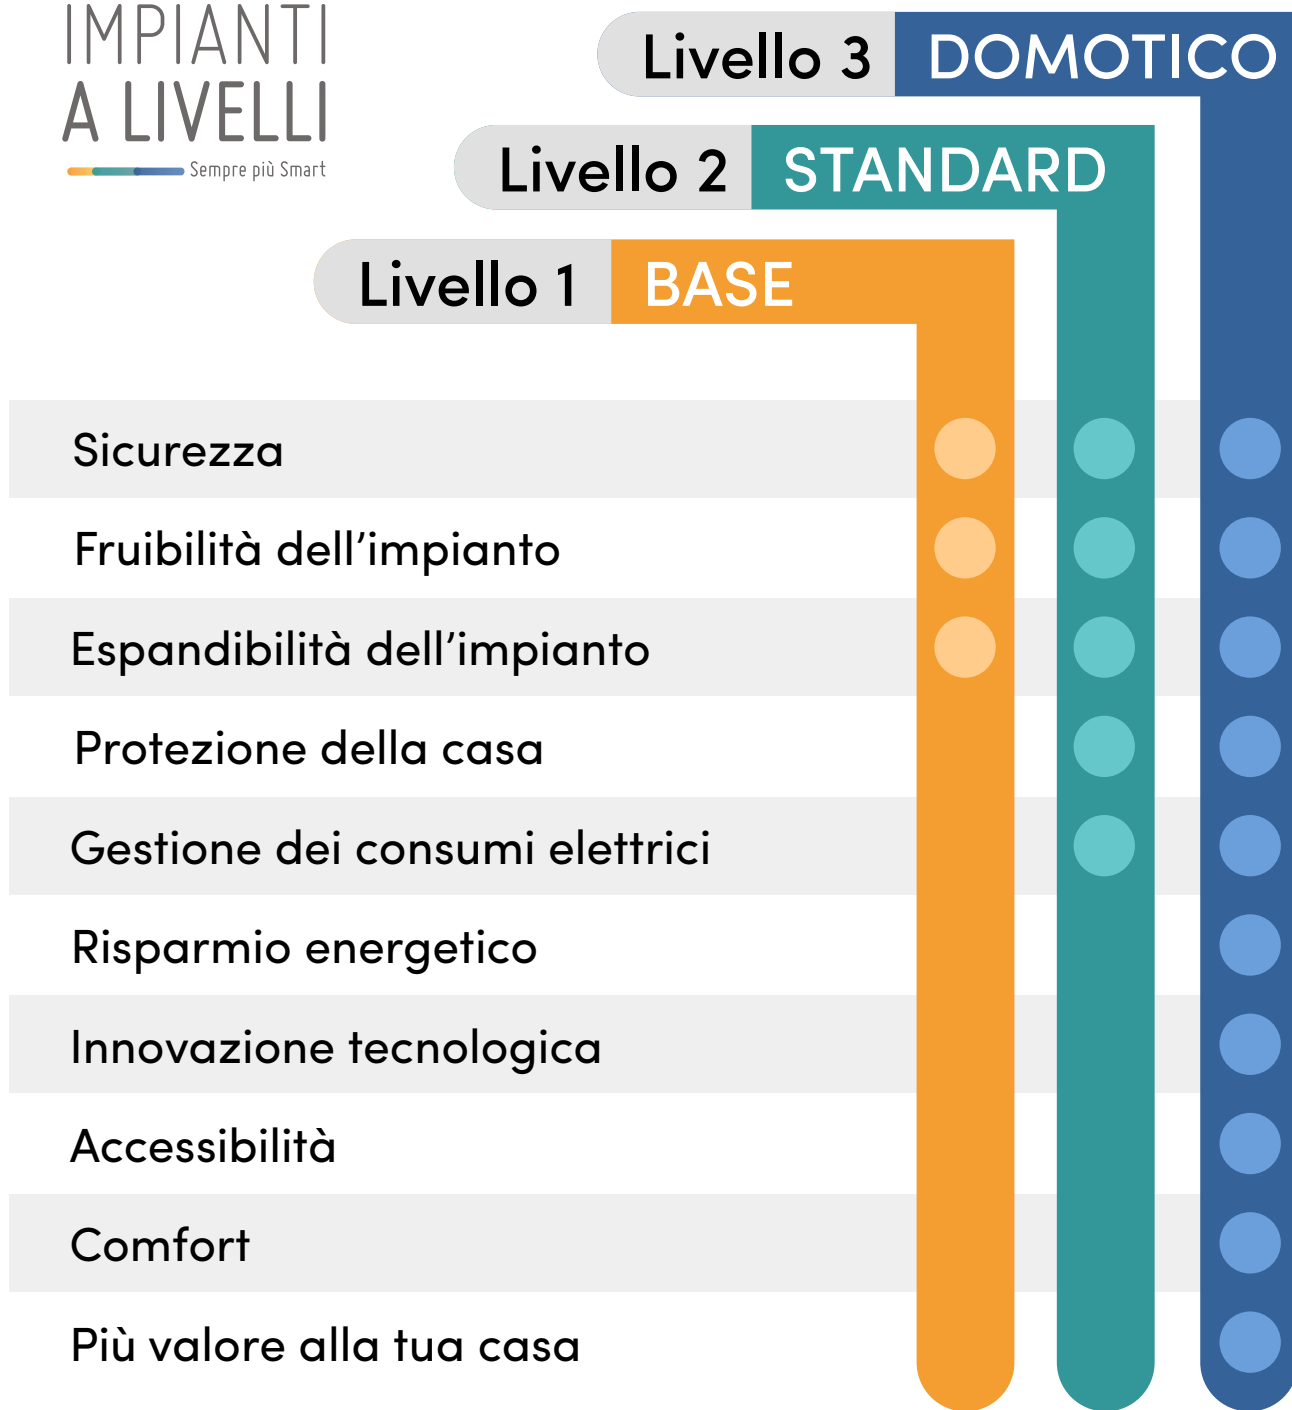 IMPIANTI
A LIVELLI
Sempre più Smart
Livello 3 DOMOTICO
Livello 2 STANDARD
Livello 1 BASE
Sicurezza
Fruibilità dell’impianto
Espandibilità dell’impianto
Protezione della casa
Gestione dei consumi elettrici
Risparmio energetico
Innovazione tecnologica
Accessibilità
Comfort
Più valore alla tua casa